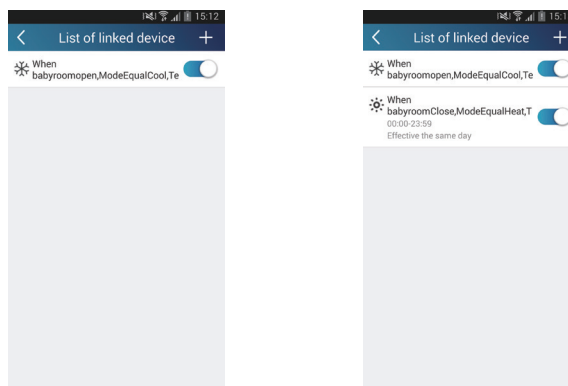 15:12
List of linked device
When
babyroomopen,ModeEqualCool,Te
15:1
List of linked device
When
babyroomopen,ModeEqualCool,Te
When
babyroomClose,ModeEqualHeat,T
00:00-23:59
Effective the same day